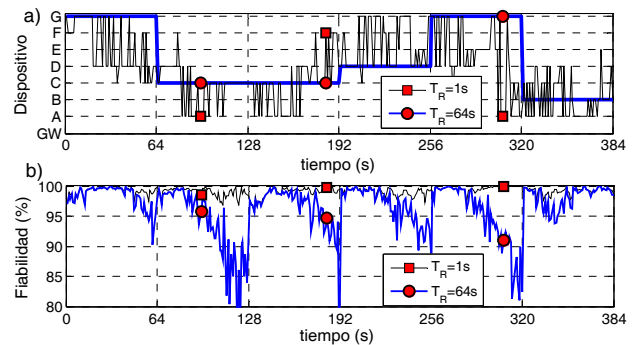 a)
Dispositivo
G
F
E
D
C
B
A
GW
T_R=1s
T_R=64s
0 64 128 192 256 320 384
tiempo (s)
b)
Fiabilidad (%)
100
95
90
85
80
T_R=1s
T_R=64s
0 64 128 192 256 320 384
tiempo (s)